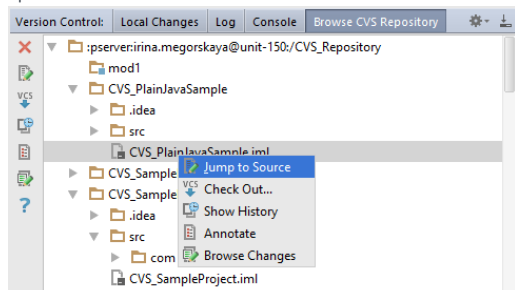 Version Control: Local Changes Log Console Browse CVS Repository
:pserver:irina.megorskaya@unit-150:/CVS_Repository
mod1
CVS_PlainJavaSample
.idea
src
CVS_PlainJavaSample.iml
Jump to Source
CVS_Sample
VCS Check Out...
CVS_Sample
Show History
.idea
Annotate
src
Browse Changes
com
CVS_SampleProject.iml
VCS
?